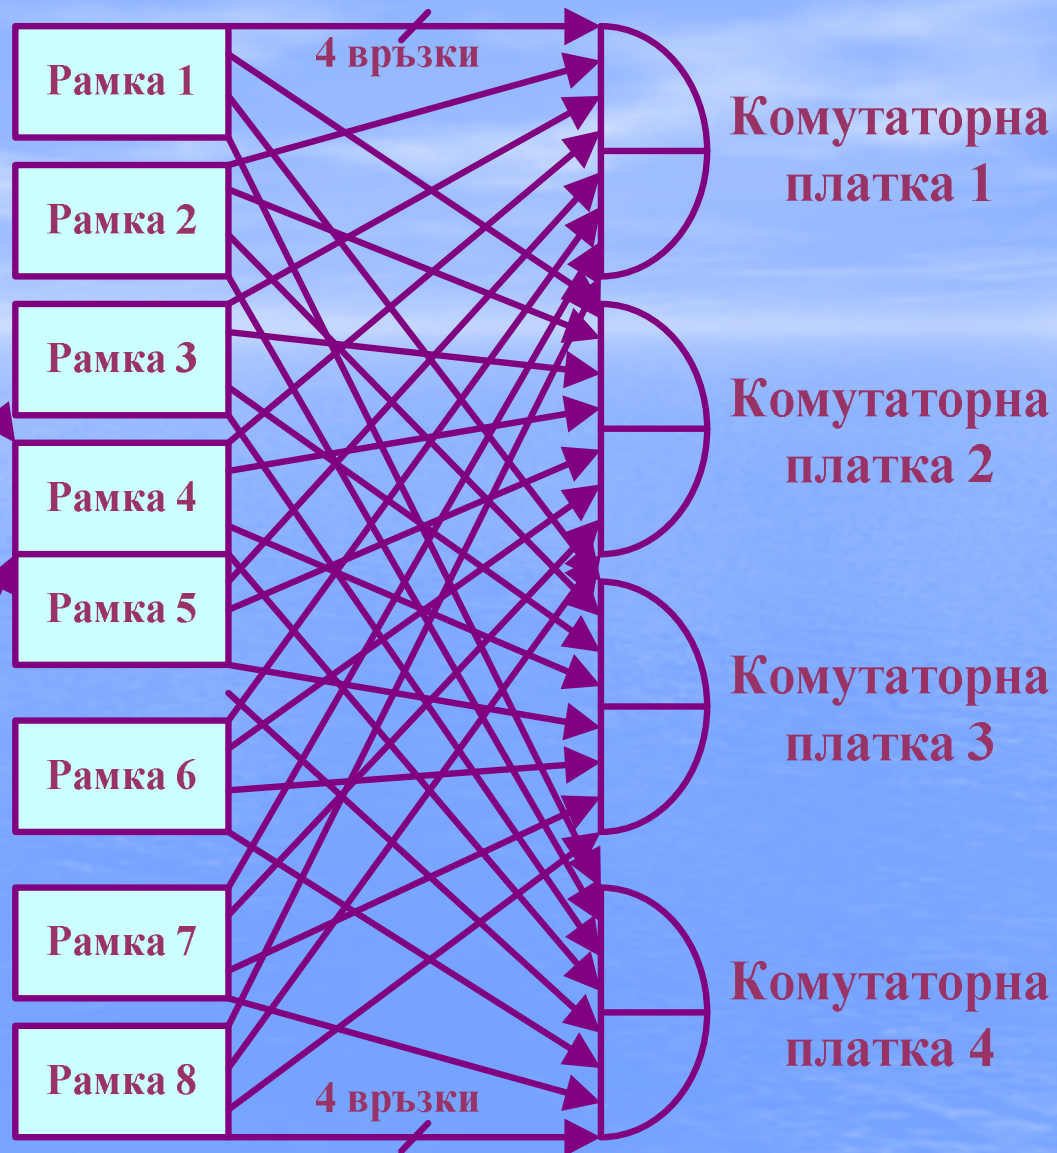 4 връзки
Рамка 1
Рамка 2
Рамка 3
Рамка 4
Рамка 5
Рамка 6
Рамка 7
Рамка 8
4 връзки
Комутаторна
платка 1
Комутаторна
платка 2
Комутаторна
платка 3
Комутаторна
платка 4